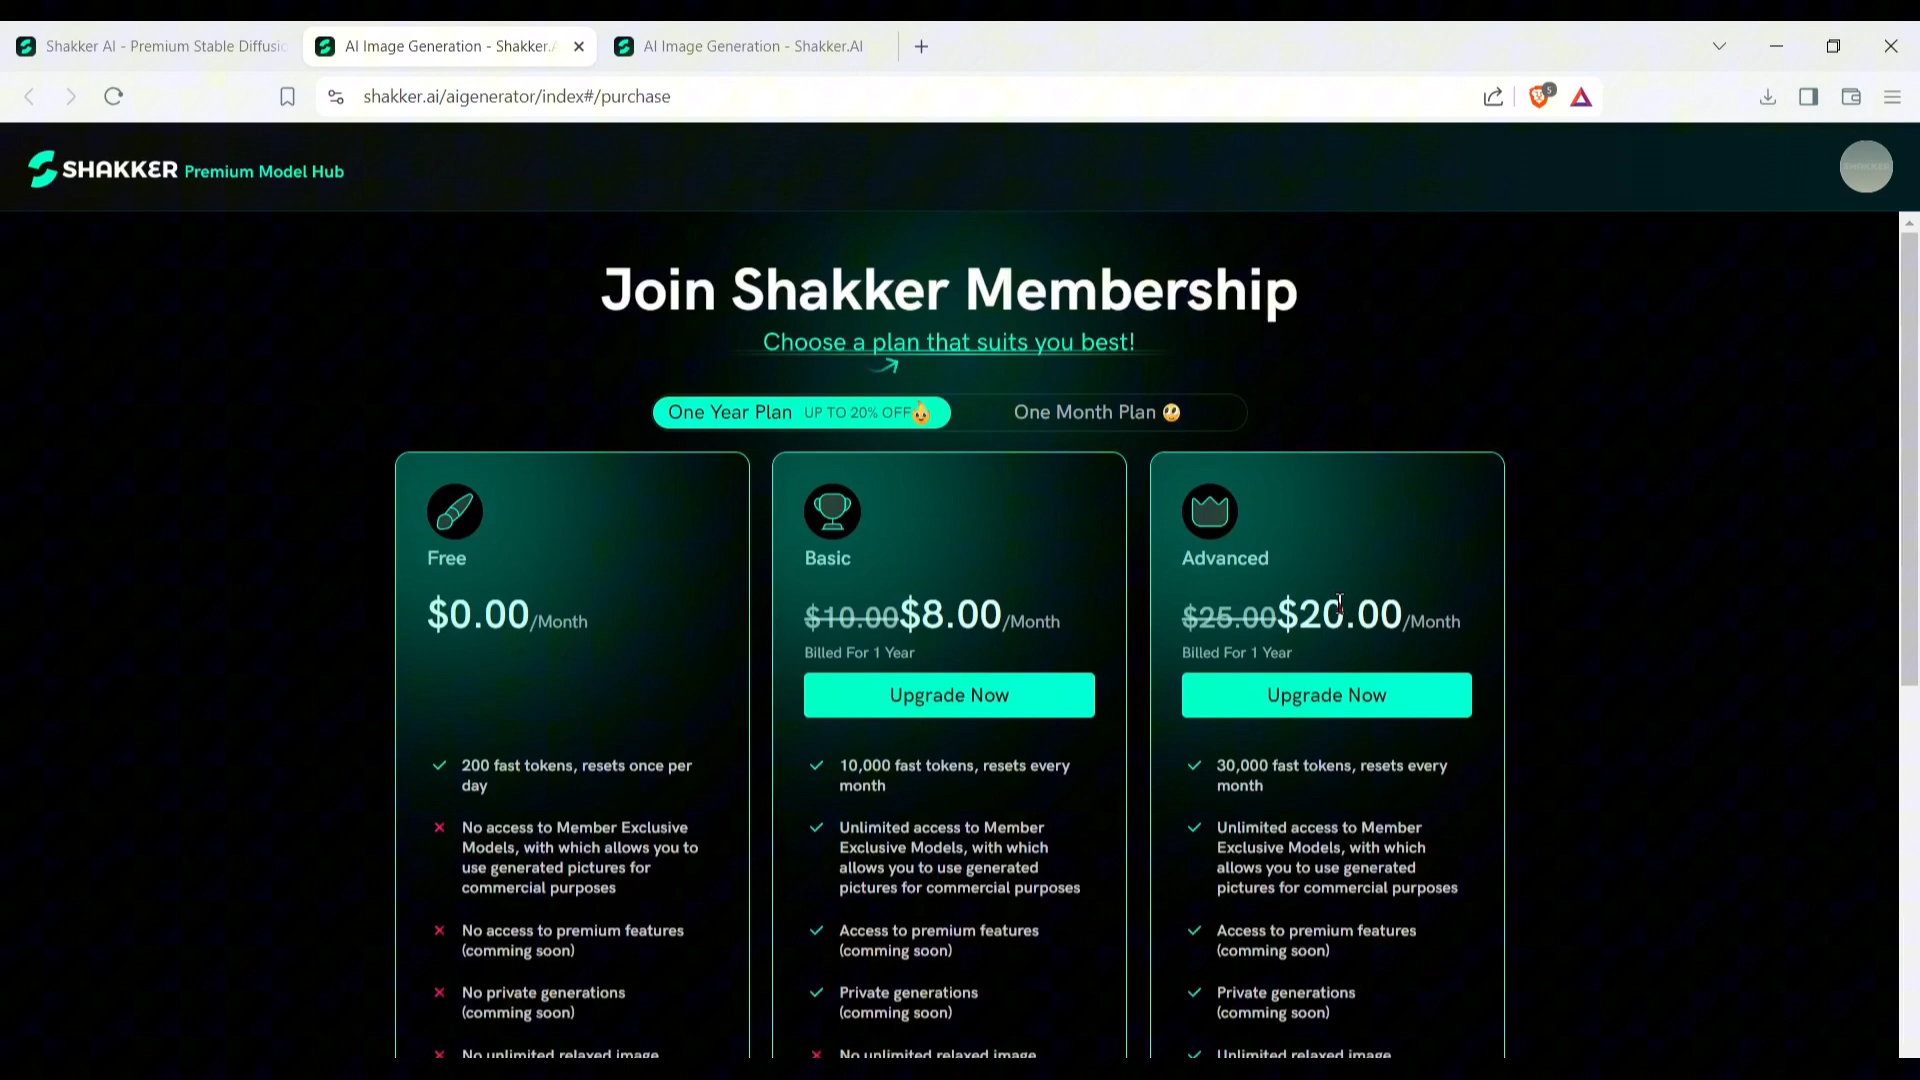 Shakker AI - Premium Stable Diffusio
AI Image Generation - Shakker.A
AI Image Generation - Shakker.AI
shakker.ai/aigenerator/index#/purchase
5
SHAKKER Premium Model Hub
Join Shakker Membership
Choose a plan that suits you best!
One Year Plan UP TO 20% OFF
One Month Plan
Free
$0.00/Month
200 fast tokens, resets once per
day
No access to Member Exclusive
Models, with which allows you to
use generated pictures for
commercial purposes
No access to premium features
(comming soon)
No private generations
(comming soon)
No unlimited relaxed image
Basic
$10.00$8.00/Month
Billed For 1 Year
Upgrade Now
10,000 fast tokens, resets every
month
Unlimited access to Member
Exclusive Models, with which
allows you to use generated
pictures for commercial purposes
Access to premium features
(comming soon)
Private generations
(comming soon)
No unlimited relaxed image
Advanced
$25.00$20.00/Month
Billed For 1 Year
Upgrade Now
30,000 fast tokens, resets every
month
Unlimited access to Member
Exclusive Models, with which
allows you to use generated
pictures for commercial purposes
Access to premium features
(comming soon)
Private generations
(comming soon)
Unlimited relaxed image